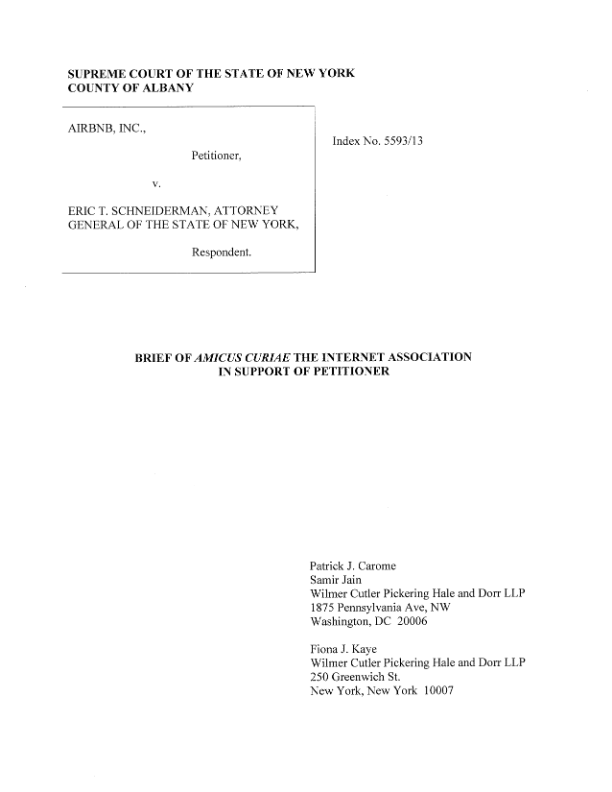 SUPREME COURT OF THE STATE OF NEW YORK
COUNTY OF ALBANY
AIRBNB, INC.,
Petitioner,
v.
ERIC T. SCHNEIDERMAN, ATTORNEY
GENERAL OF THE STATE OF NEW YORK,
Respondent.
Index No. 5593/13
BRIEF OF AMICUS CURIAE THE INTERNET ASSOCIATION
IN SUPPORT OF PETITIONER
Patrick J. Carome
Samir Jain
Wilmer Cutler Pickering Hale and Dorr LLP
1875 Pennsylvania Ave, NW
Washington, DC 20006
Fiona J. Kaye
Wilmer Cutler Pickering Hale and Dorr LLP
250 Greenwich St.
New York, New York 10007